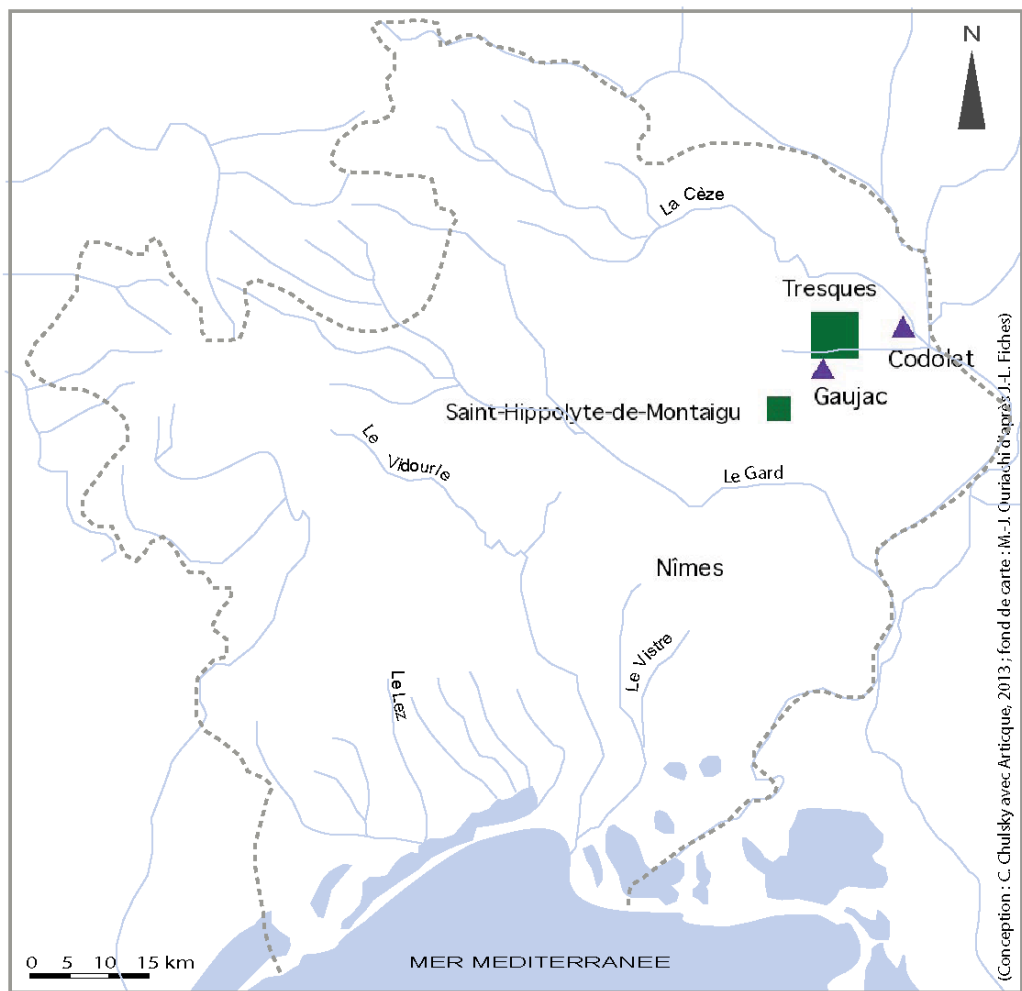 N
La Cèze
Tresques
Codolet
Gaujac
Saint-Hippolyte-de-Montaigu
Le Vidourle
Le Gard
Nîmes
Le Vistre
Le Lez
0 5 10 15 km
MER MEDITERRANEE
(Conception : C. Chulsky avec Articque, 2013 ; fond de carte : M.-J. Ouriachi d'après J.-L. Fiches)